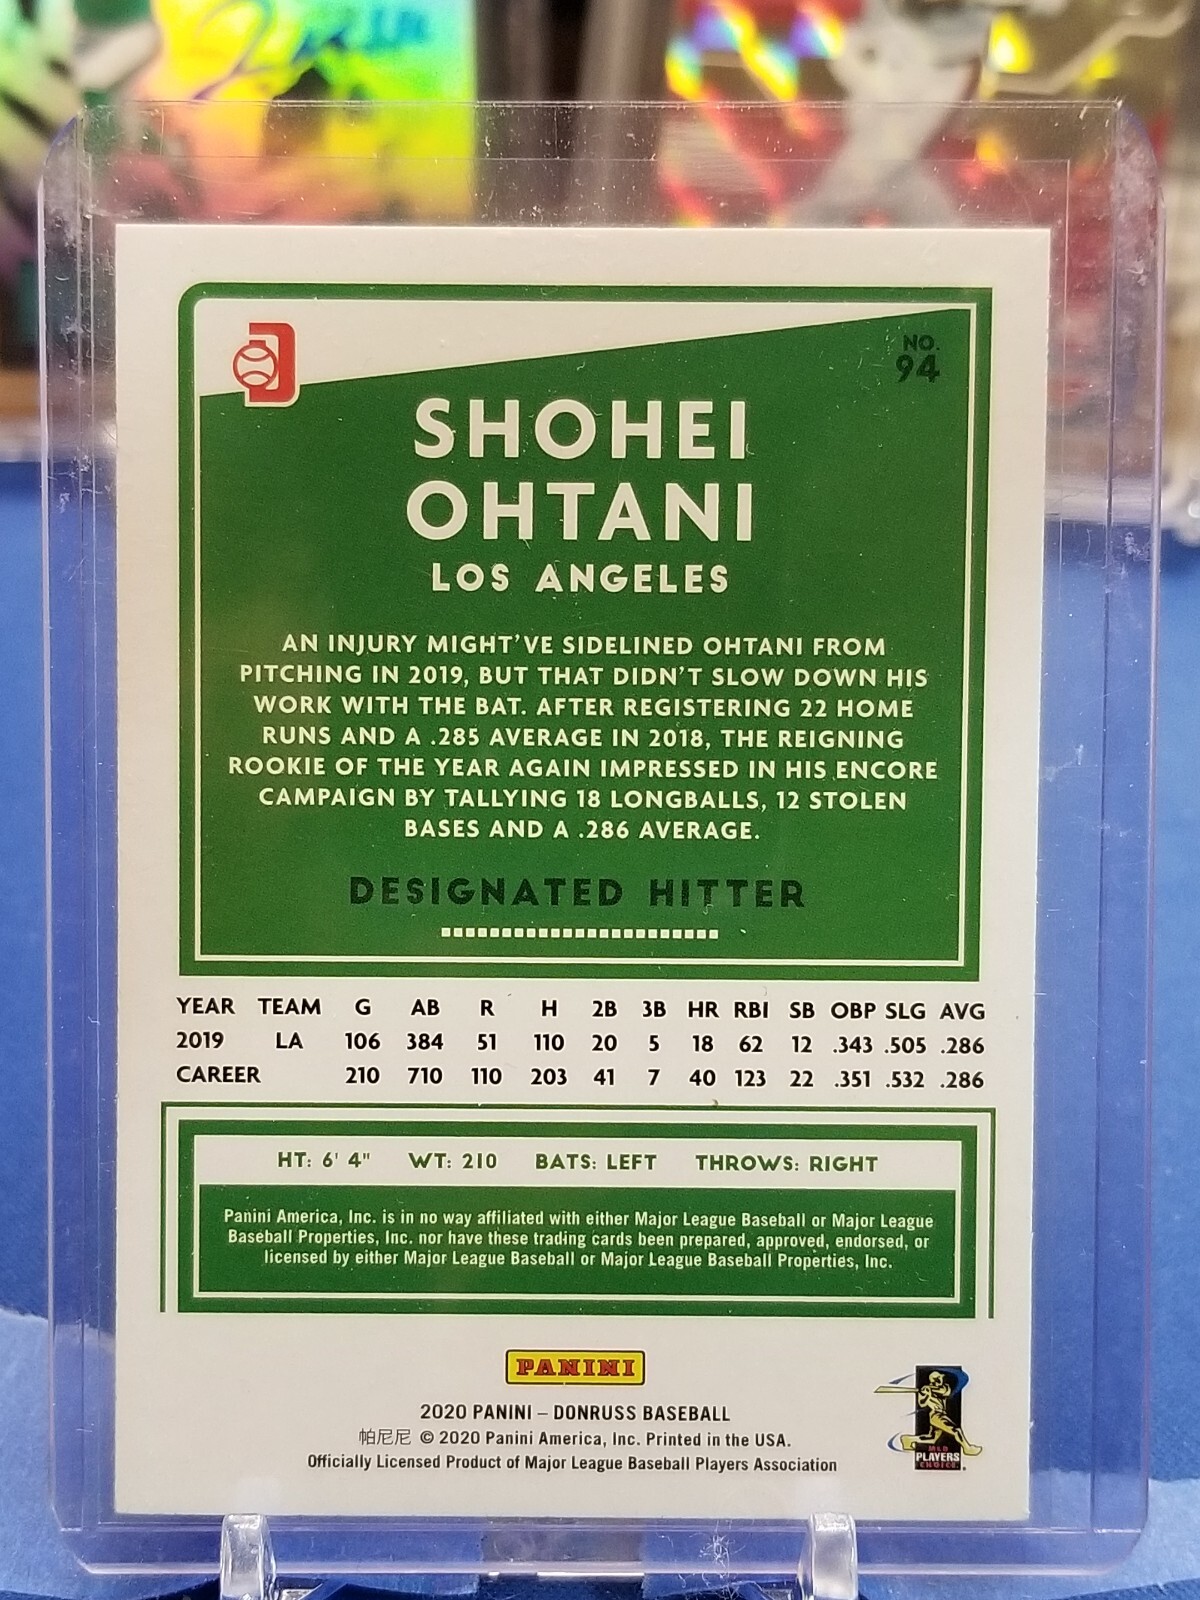 NO.
94
SHOHEI
OHTANI
LOS ANGELES
AN INJURY MIGHT'VE SIDELINED OHTANI FROM
PITCHING IN 2019, BUT THAT DIDN'T SLOW DOWN HIS
WORK WITH THE BAT. AFTER REGISTERING 22 HOME
RUNS AND A .285 AVERAGE IN 2018, THE REIGNING
ROOKIE OF THE YEAR AGAIN IMPRESSED IN HIS ENCORE
CAMPAIGN BY TALLYING 18 LONGBALLS, 12 STOLEN
BASES AND A .286 AVERAGE.
DESIGNATED HITTER
YEAR TEAM G AB R H 2B 3B HR RBI SB OBP SLG AVG
2019 LA 106 384 51 110 20 5 18 62 12 .343 .505 .286
CAREER 210 710 110 203 41 7 40 123 22 .351 .532 .286
HT: 6' 4" WT: 210 BATS: LEFT THROWS: RIGHT
Panini America, Inc. is in no way affiliated with either Major League Baseball or Major League
Baseball Properties, Inc. nor have these trading cards been prepared, approved, endorsed, or
licensed by either Major League Baseball or Major League Baseball Properties, Inc.
PANINI
2020 PANINI – DONRUSS BASEBALL
帕尼尼 © 2020 Panini America, Inc. Printed in the USA.
Officially Licensed Product of Major League Baseball Players Association
MLB
PLAYERS
CHOICE